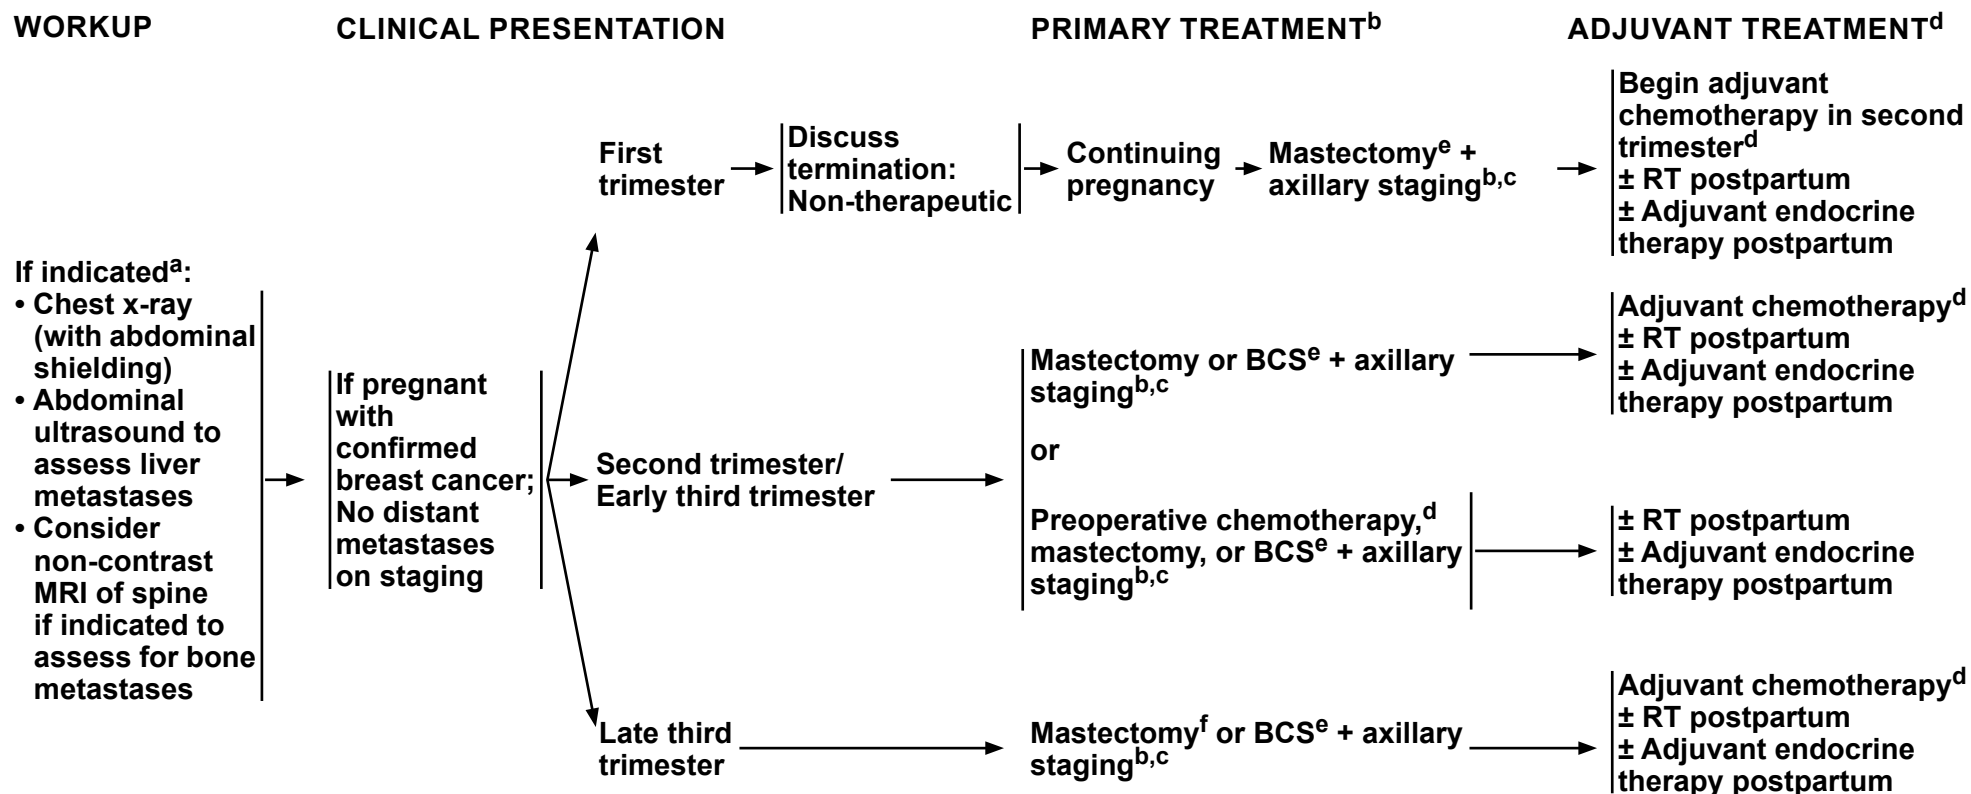 WORKUP
CLINICAL PRESENTATION
PRIMARY TREATMENTb
ADJUVANT TREATMENTd
If indicateda:
• Chest x-ray
(with abdominal
shielding)
• Abdominal
ultrasound to
assess liver
metastases
• Consider
non-contrast
MRI of spine
if indicated to
assess for bone
metastases
If pregnant
with
confirmed
breast cancer;
No distant
metastases
on staging
First
trimester
Discuss
termination:
Non-therapeutic
Continuing
pregnancy
Mastectomye +
axillary stagingb,c
Begin adjuvant
chemotherapy in second
trimesterd
± RT postpartum
± Adjuvant endocrine
therapy postpartum
Second trimester/
Early third trimester
Mastectomy or BCSe + axillary
stagingb,c
Adjuvant chemotherapyd
± RT postpartum
± Adjuvant endocrine
therapy postpartum
or
Preoperative chemotherapy,d
mastectomy, or BCSe + axillary
stagingb,c
± RT postpartum
± Adjuvant endocrine
therapy postpartum
Late third
trimester
Mastectomyf or BCSe + axillary
stagingb,c
Adjuvant chemotherapyd
± RT postpartum
± Adjuvant endocrine
therapy postpartum